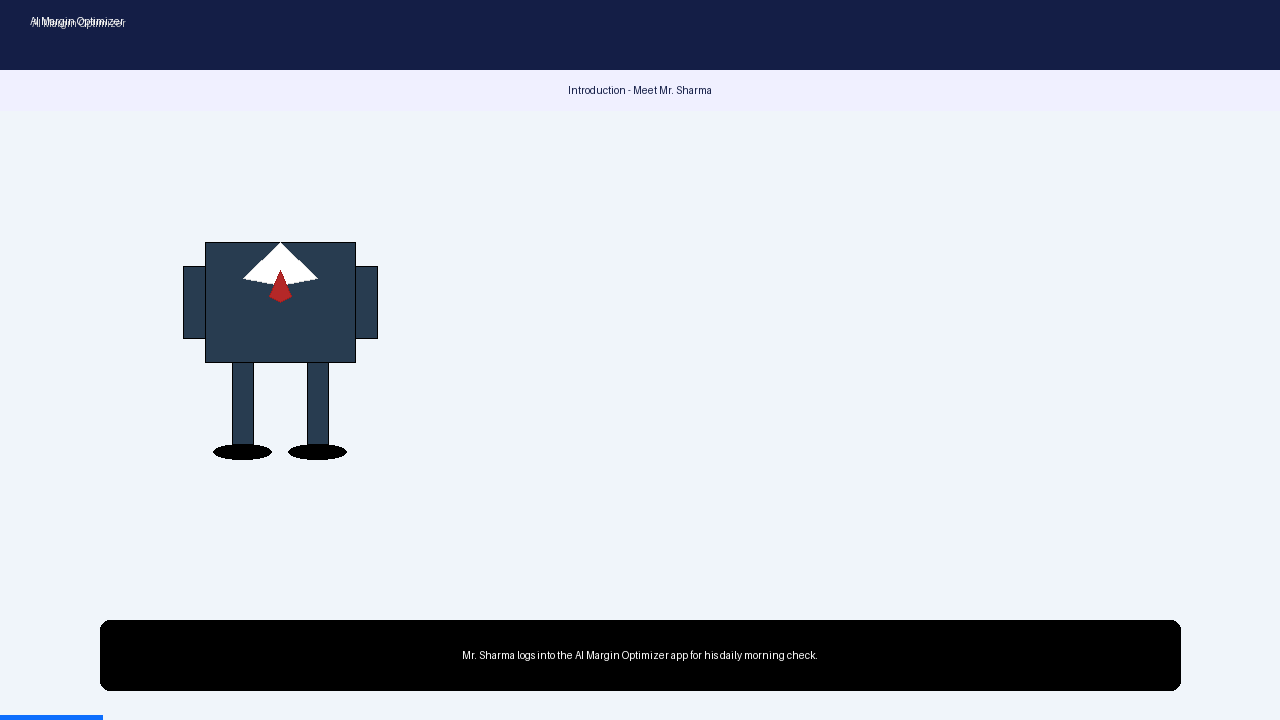 AI Margin Optimizer
Introduction - Meet Mr. Sharma
Mr. Sharma logs into the AI Margin Optimizer app for his daily morning check.